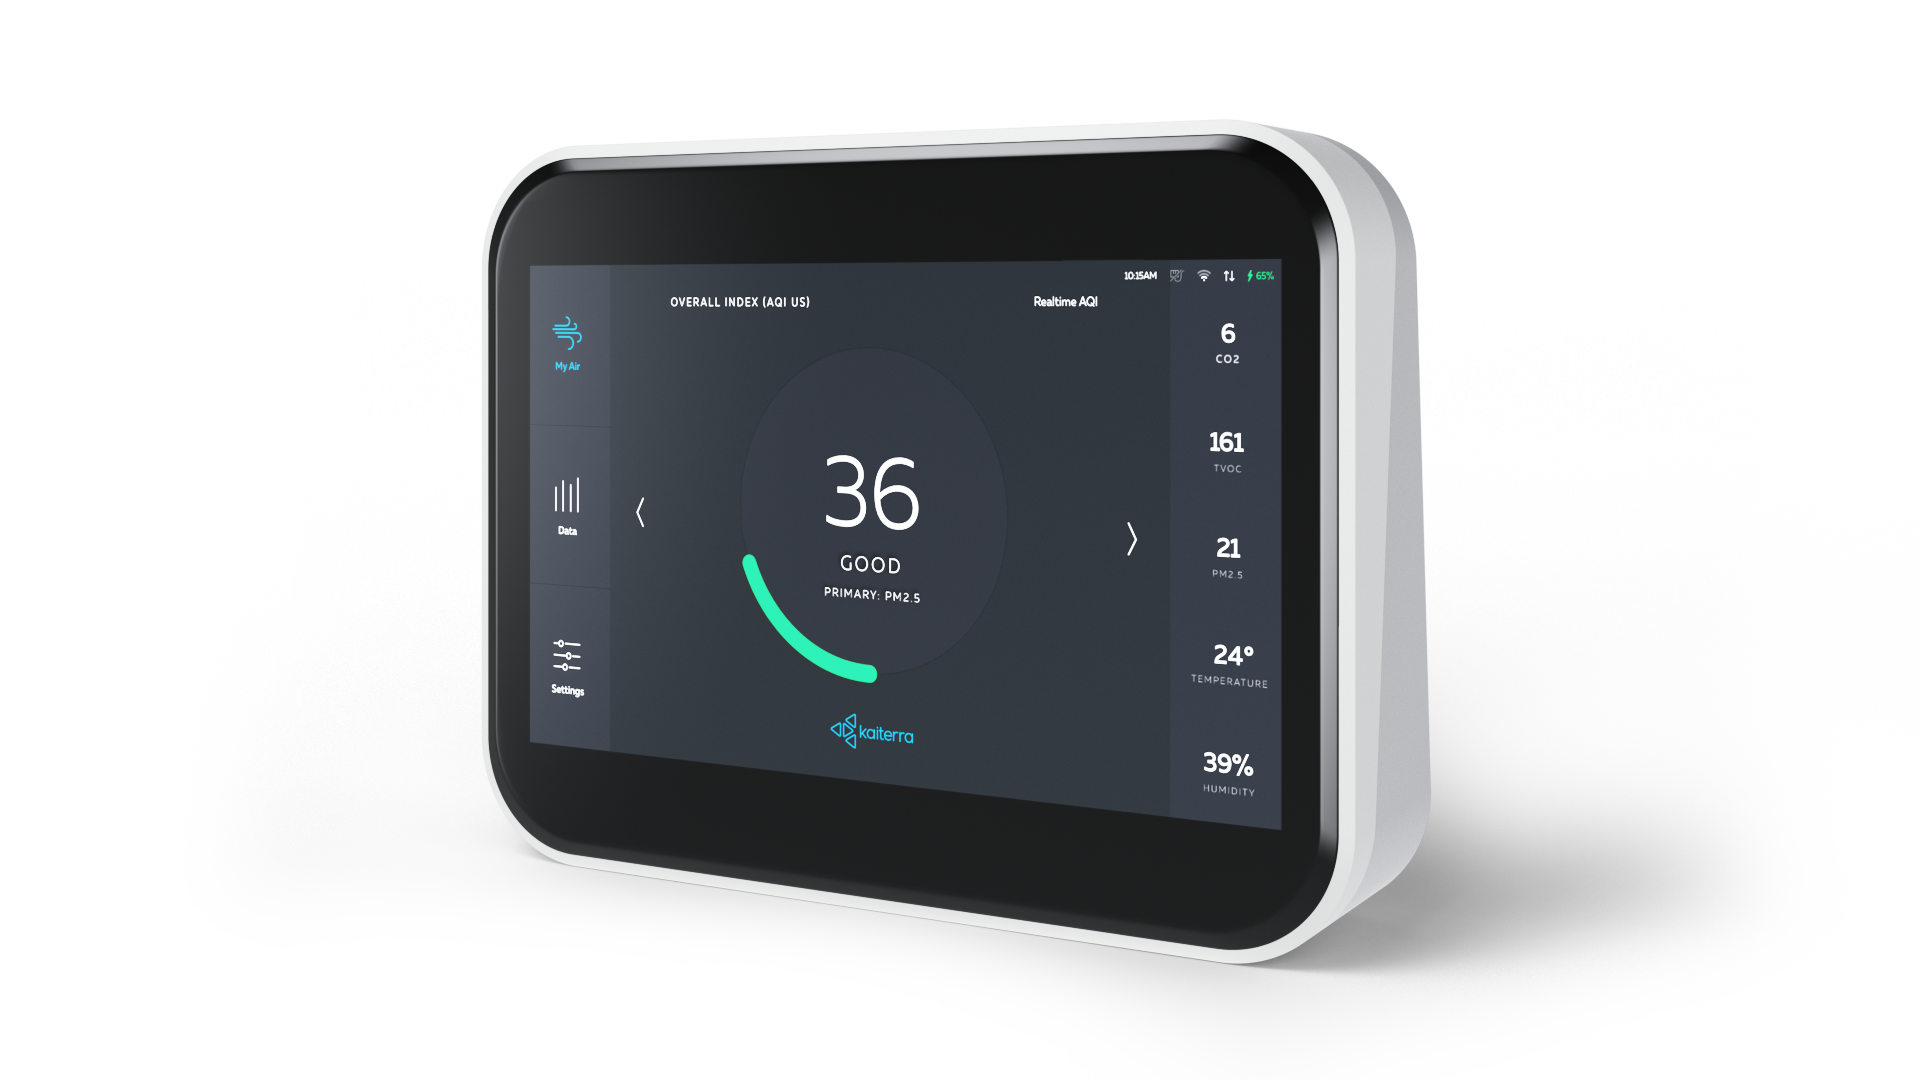 10:15AM
65%
OVERALL INDEX (AQI US)
Realtime AQI
My Air
Data
Settings
36
GOOD
PRIMARY: PM2.5
kaiterra
6
CO2
161
TVOC
21
PM2.5
24°
TEMPERATURE
39%
HUMIDITY